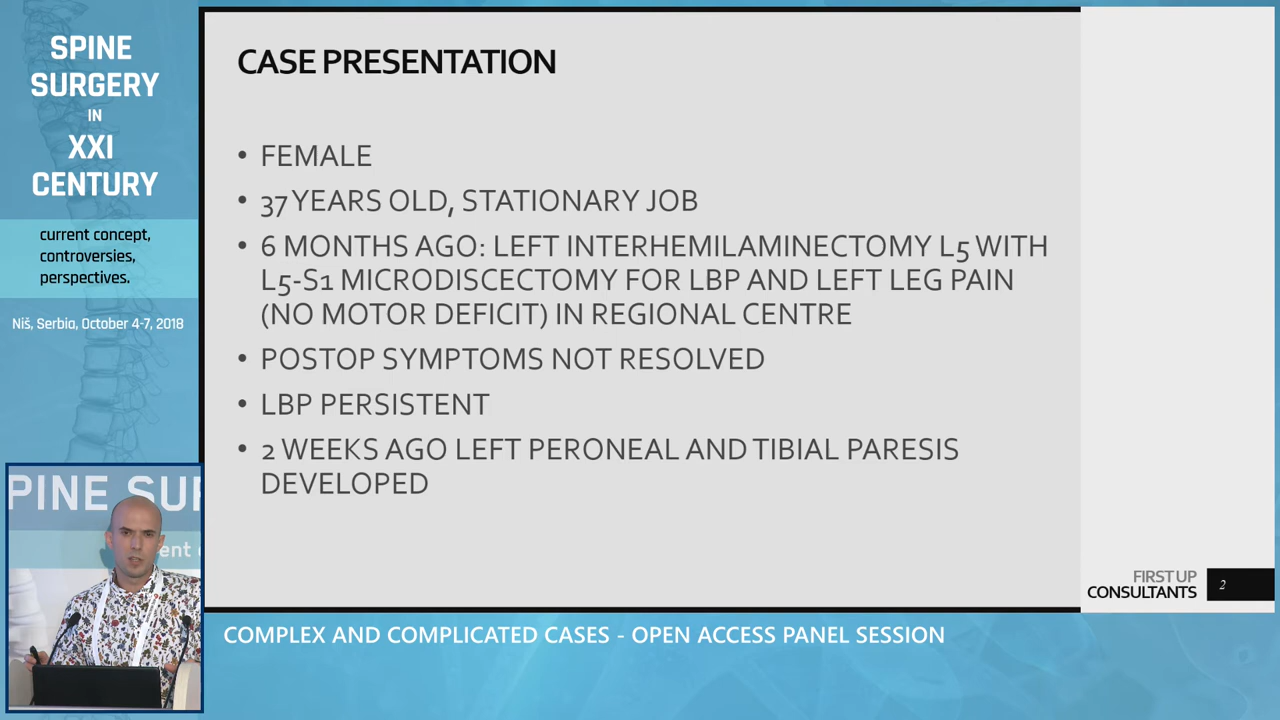 SPINE
SURGERY
IN
XXI
CENTURY
current concept,
controversies,
perspectives.
Niš, Serbia, October 4-7, 2018
CASE PRESENTATION
• FEMALE
• 37 YEARS OLD, STATIONARY JOB
• 6 MONTHS AGO: LEFT INTERHEMILAMINECTOMY L5 WITH
L5-S1 MICRODISCECTOMY FOR LBP AND LEFT LEG PAIN
(NO MOTOR DEFICIT) IN REGIONAL CENTRE
• POSTOP SYMPTOMS NOT RESOLVED
• LBP PERSISTENT
• 2 WEEKS AGO LEFT PERONEAL AND TIBIAL PARESIS
DEVELOPED
PINE SUR
ent
FIRST UP
CONSULTANTS
2
COMPLEX AND COMPLICATED CASES - OPEN ACCESS PANEL SESSION